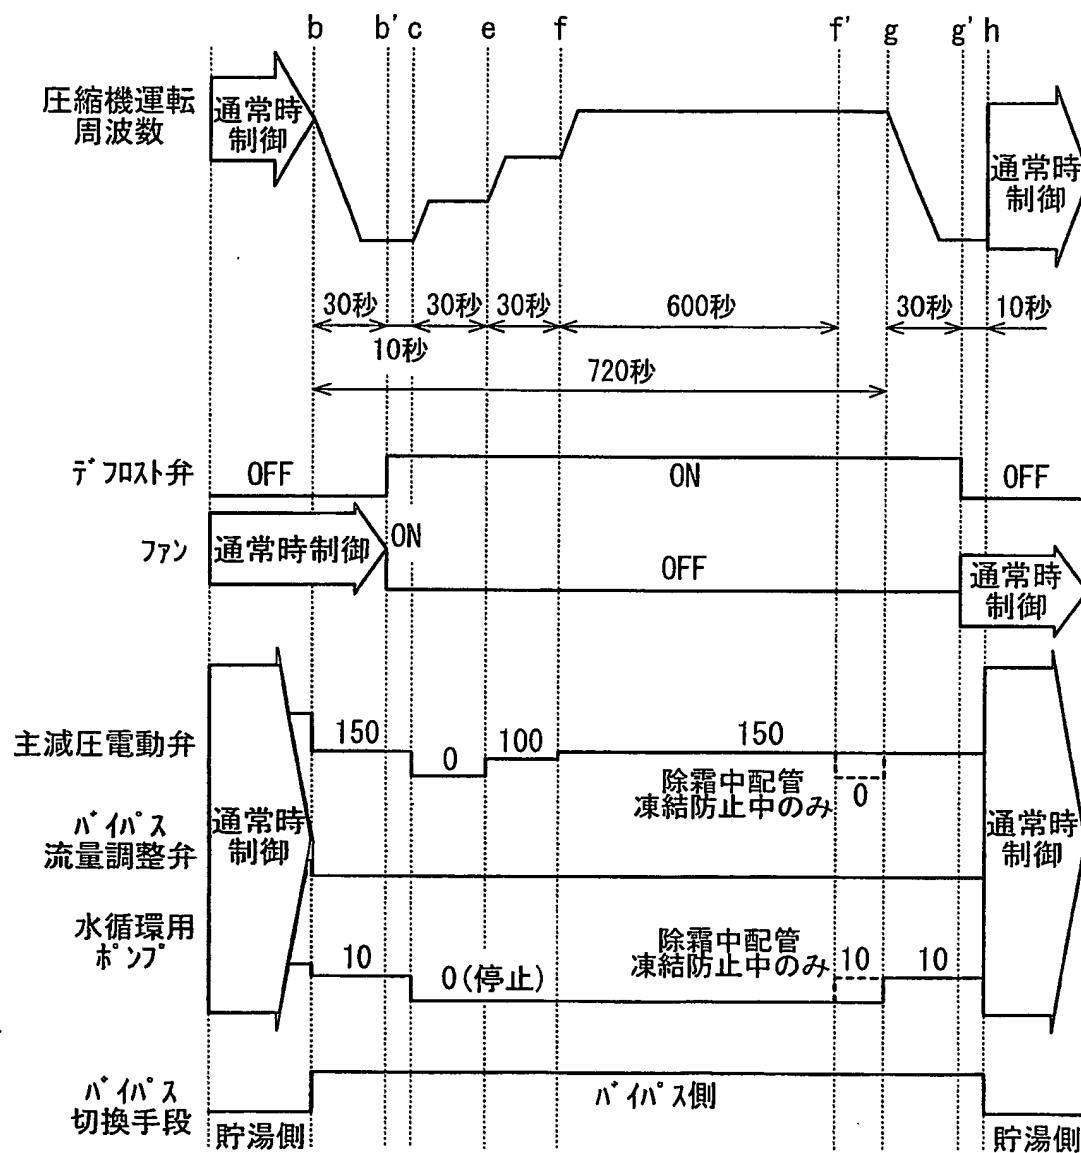 b b' c e f f' g g' h
圧縮機運転
周波数
通常時
制御
通常時
制御
30秒 30秒 30秒 600秒 30秒 10秒
10秒
720秒
ﾃﾞﾌﾛｽﾄ弁
OFF
ON
OFF
ファン
通常時制御
ON
OFF
通常時
制御
主減圧電動弁
150
0
100
150
除霜中配管
凍結防止中のみ
0
ﾊﾞｲﾊﾟｽ
流量調整弁
通常時
制御
通常時
制御
水循環用
ﾎﾟﾝﾌﾟ
10
0(停止)
除霜中配管
凍結防止中のみ
10
10
ﾊﾞｲﾊﾟｽ
切換手段
ﾊﾞｲﾊﾟｽ側
貯湯側
貯湯側